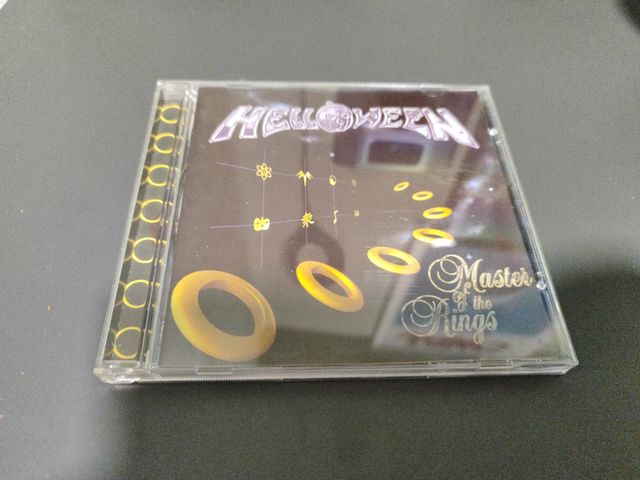 HELLOWEEN
Master
of the
Rings